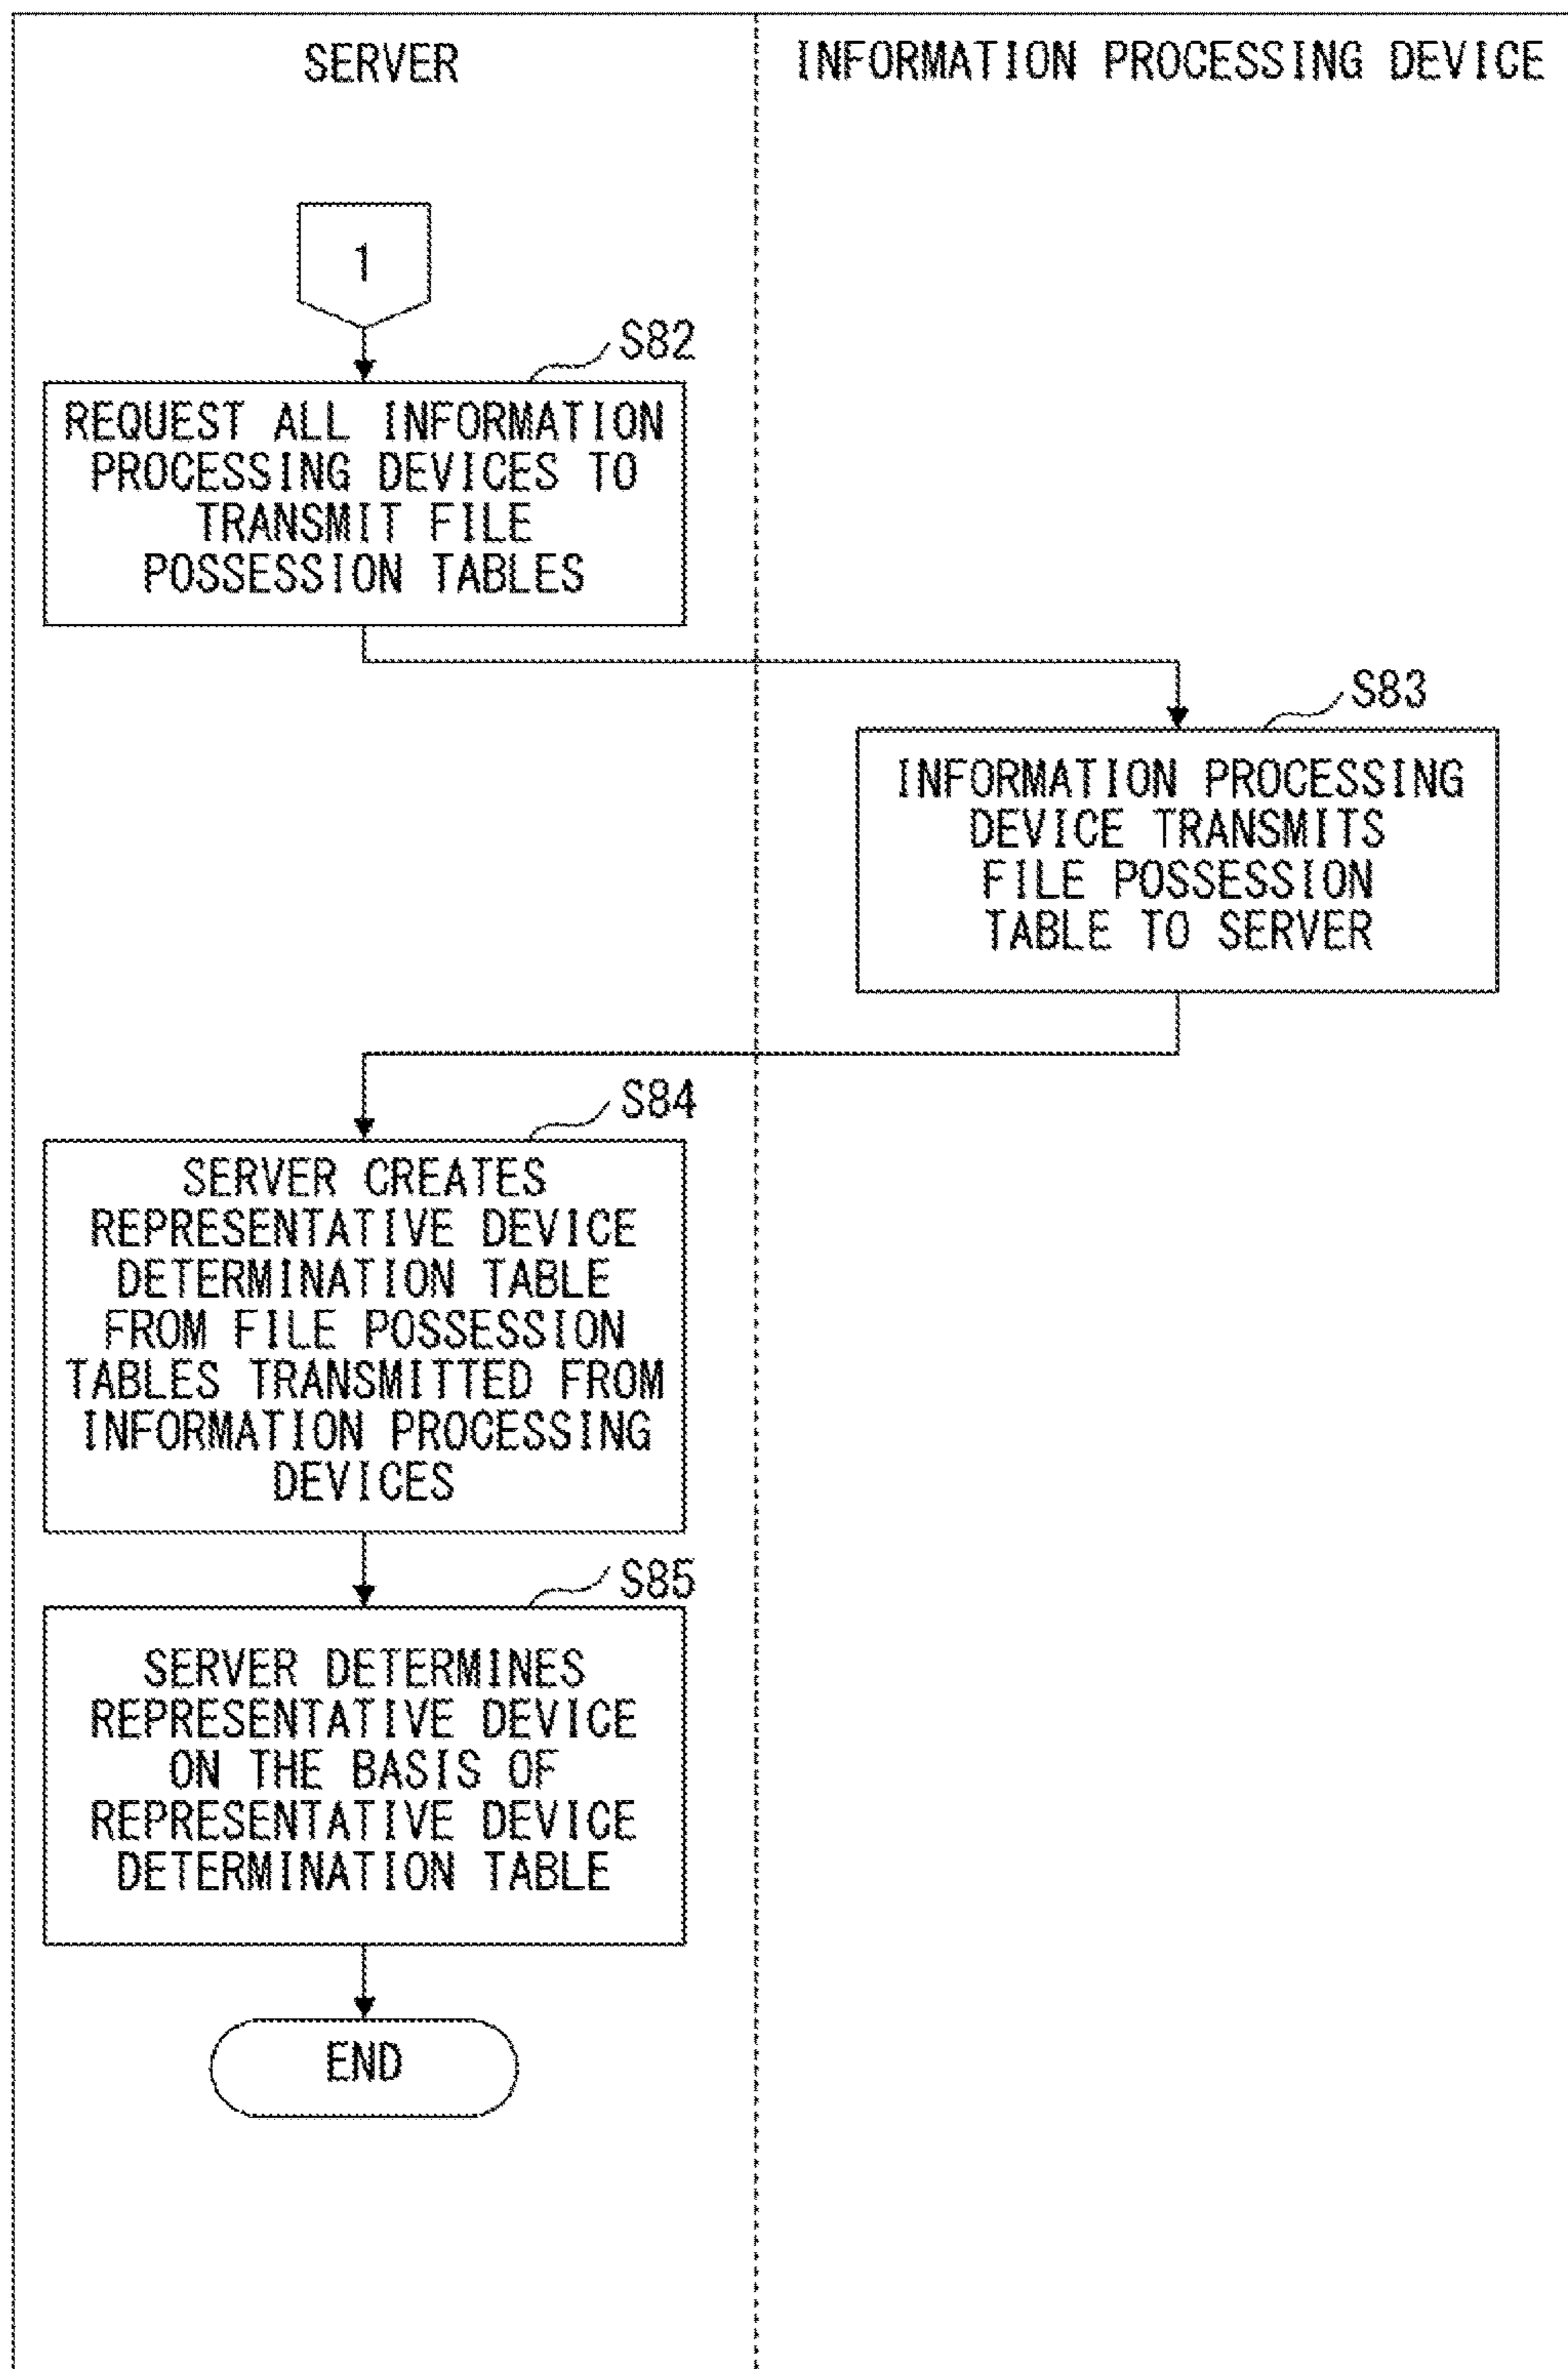 SERVER
INFORMATION PROCESSING DEVICE
1
S82
REQUEST ALL INFORMATION
PROCESSING DEVICES TO
TRANSMIT FILE
POSSESSION TABLES
S83
INFORMATION PROCESSING
DEVICE TRANSMITS
FILE POSSESSION
TABLE TO SERVER
S84
SERVER CREATES
REPRESENTATIVE DEVICE
DETERMINATION TABLE
FROM FILE POSSESSION
TABLES TRANSMITTED FROM
INFORMATION PROCESSING
DEVICES
S85
SERVER DETERMINES
REPRESENTATIVE DEVICE
ON THE BASIS OF
REPRESENTATIVE DEVICE
DETERMINATION TABLE
END